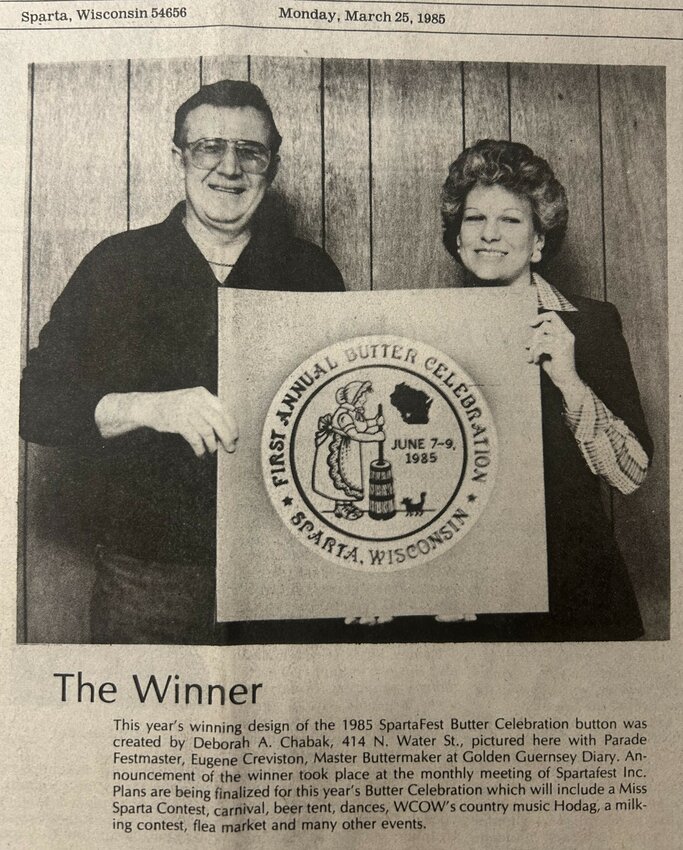 Sparta, Wisconsin 54656
Monday, March 25, 1985
FIRST ANNUAL BUTTER CELEBRATION
JUNE 7-9,
1985
★ SPARTA, WISCONSIN ★
The Winner
This year's winning design of the 1985 SpartaFest Butter Celebration button was
created by Deborah A. Chabak, 414 N. Water St., pictured here with Parade
Festmaster, Eugene Creviston, Master Buttermaker at Golden Guernsey Diary. An-
nouncement of the winner took place at the monthly meeting of Spartafest Inc.
Plans are being finalized for this year's Butter Celebration which will include a Miss
Sparta Contest, carnival, beer tent, dances, WCOW's country music Hodag, a milk-
ing contest, flea market and many other events.